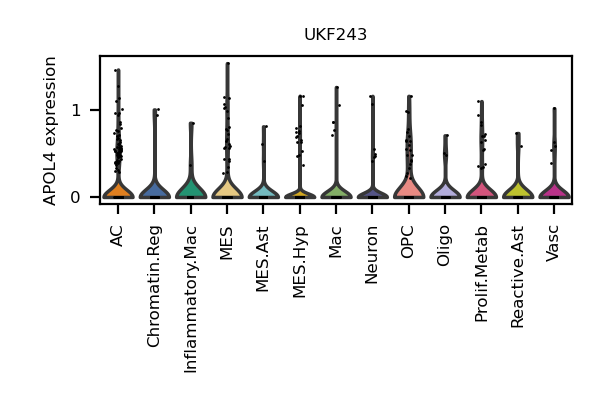 UKF243
APOL4 expression
1
0
AC
Chromatin.Reg
Inflammatory.Mac
MES
MES.Ast
MES.Hyp
Mac
Neuron
OPC
Oligo
Prolif.Metab
Reactive.Ast
Vasc